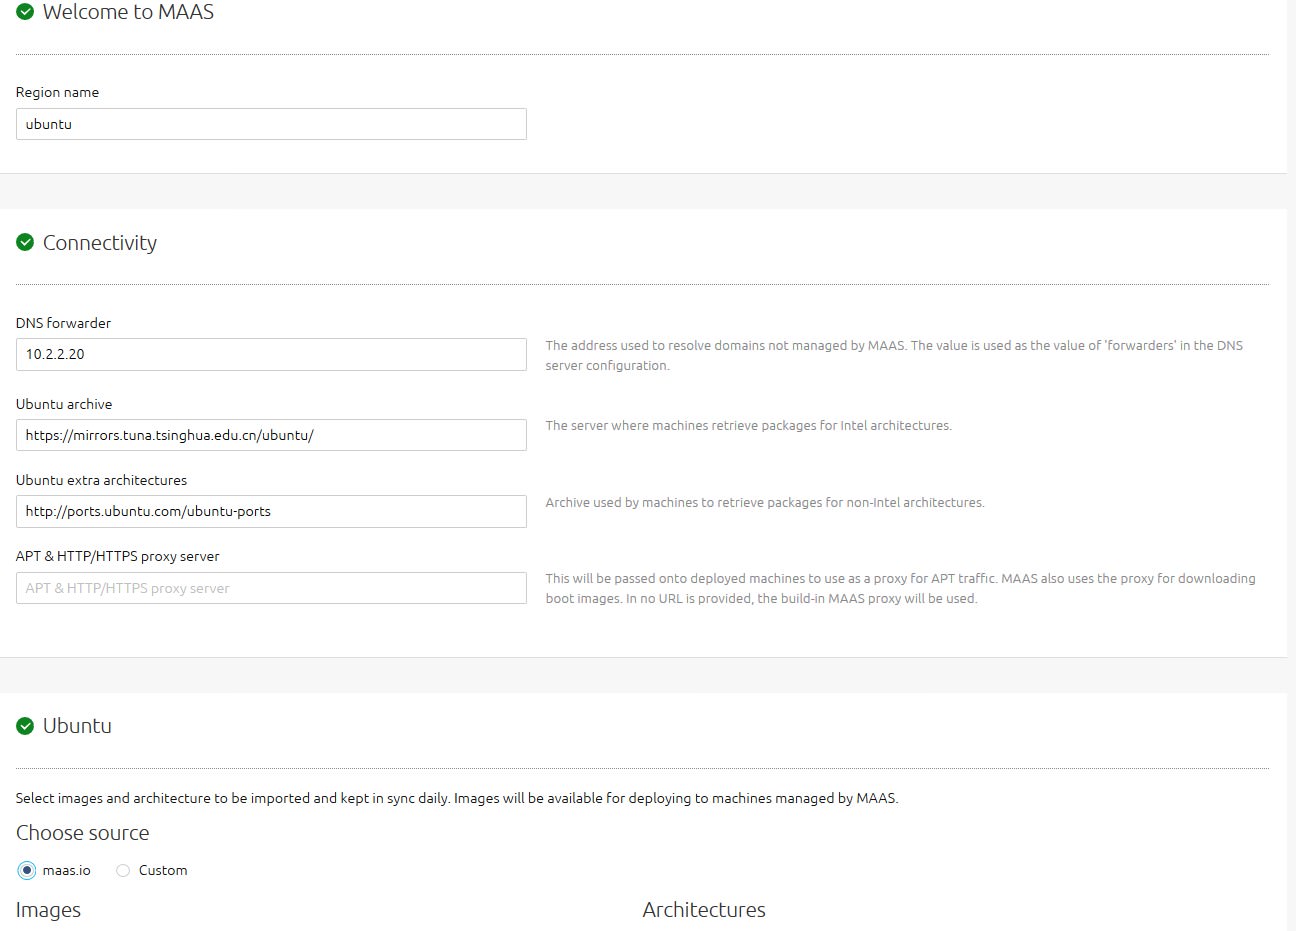 Welcome to MAAS
Region name
ubuntu
Connectivity
DNS forwarder
10.2.2.20
The address used to resolve domains not managed by MAAS. The value is used as the value of 'forwarders' in the DNS
server configuration.
Ubuntu archive
https://mirrors.tuna.tsinghua.edu.cn/ubuntu/
The server where machines retrieve packages for Intel architectures.
Ubuntu extra architectures
http://ports.ubuntu.com/ubuntu-ports
Archive used by machines to retrieve packages for non-Intel architectures.
APT & HTTP/HTTPS proxy server
APT & HTTP/HTTPS proxy server
This will be passed onto deployed machines to use as a proxy for APT traffic. MAAS also uses the proxy for downloading
boot images. In no URL is provided, the build-in MAAS proxy will be used.
Ubuntu
Select images and architecture to be imported and kept in sync daily. Images will be available for deploying to machines managed by MAAS.
Choose source
maas.io Custom
Images Architectures